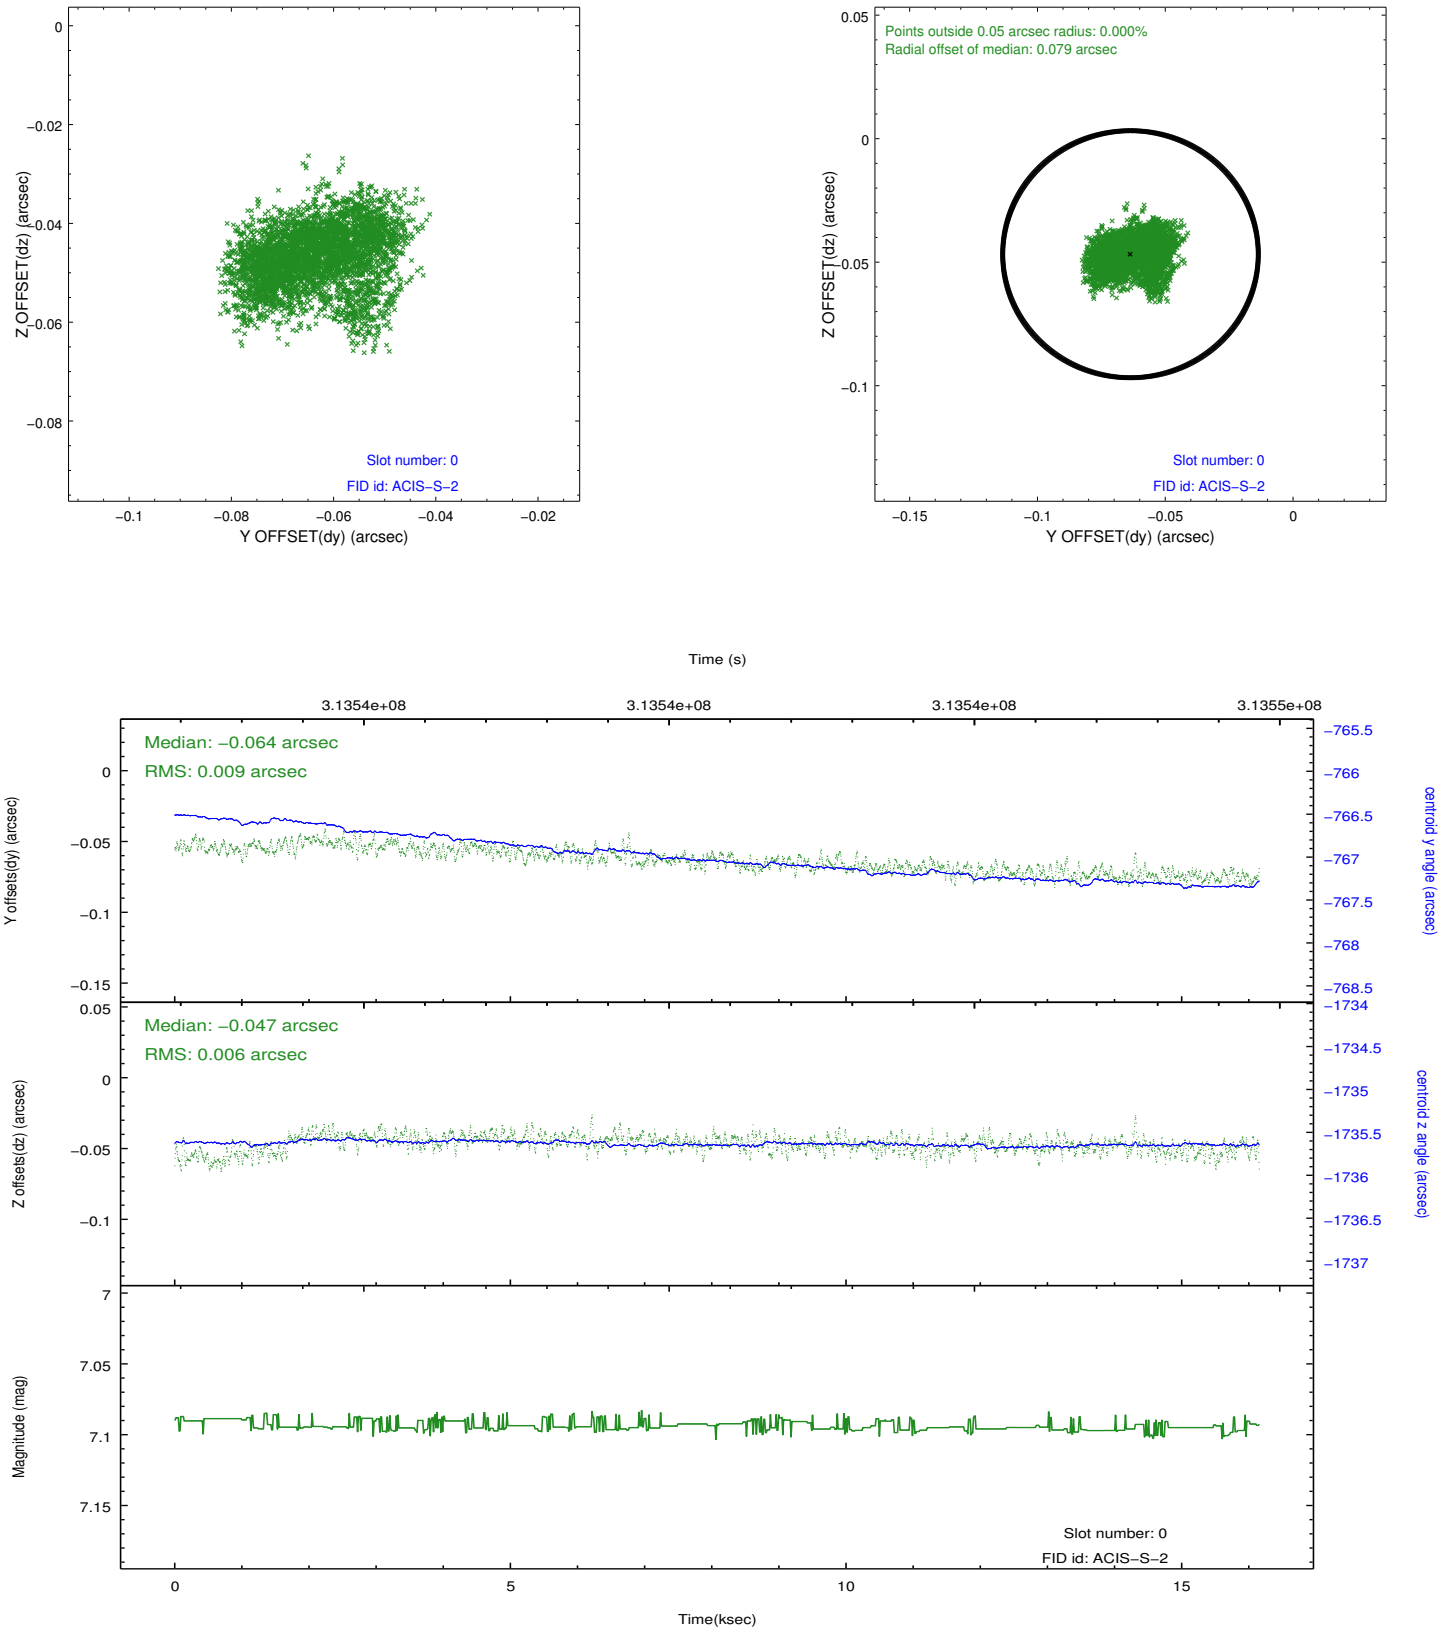 0
−0.02
−0.04
−0.06
−0.08
Z OFFSET(dz) (arcsec)
Slot number: 0
FID id: ACIS−S−2
−0.1
−0.08
−0.06
−0.04
−0.02
Y OFFSET(dy) (arcsec)
0.05
0
−0.05
−0.1
Z OFFSET(dz) (arcsec)
Points outside 0.05 arcsec radius: 0.000%
Radial offset of median: 0.079 arcsec
Slot number: 0
FID id: ACIS−S−2
−0.15
−0.1
−0.05
0
Y OFFSET(dy) (arcsec)
Time (s)
3.1354e+08
3.1354e+08
3.1354e+08
3.1355e+08
Median: −0.064 arcsec
RMS: 0.009 arcsec
0
−0.05
−0.1
−0.15
Y offsets(dy) (arcsec)
−765.5
−766
−766.5
−767
−767.5
−768
−768.5
centroid y angle (arcsec)
Median: −0.047 arcsec
RMS: 0.006 arcsec
0.05
0
−0.05
−0.1
Z offsets(dz) (arcsec)
−1734
−1734.5
−1735
−1735.5
−1736
−1736.5
−1737
centroid z angle (arcsec)
7
7.05
7.1
7.15
Magnitude (mag)
Slot number: 0
FID id: ACIS−S−2
0
5
10
15
Time(ksec)